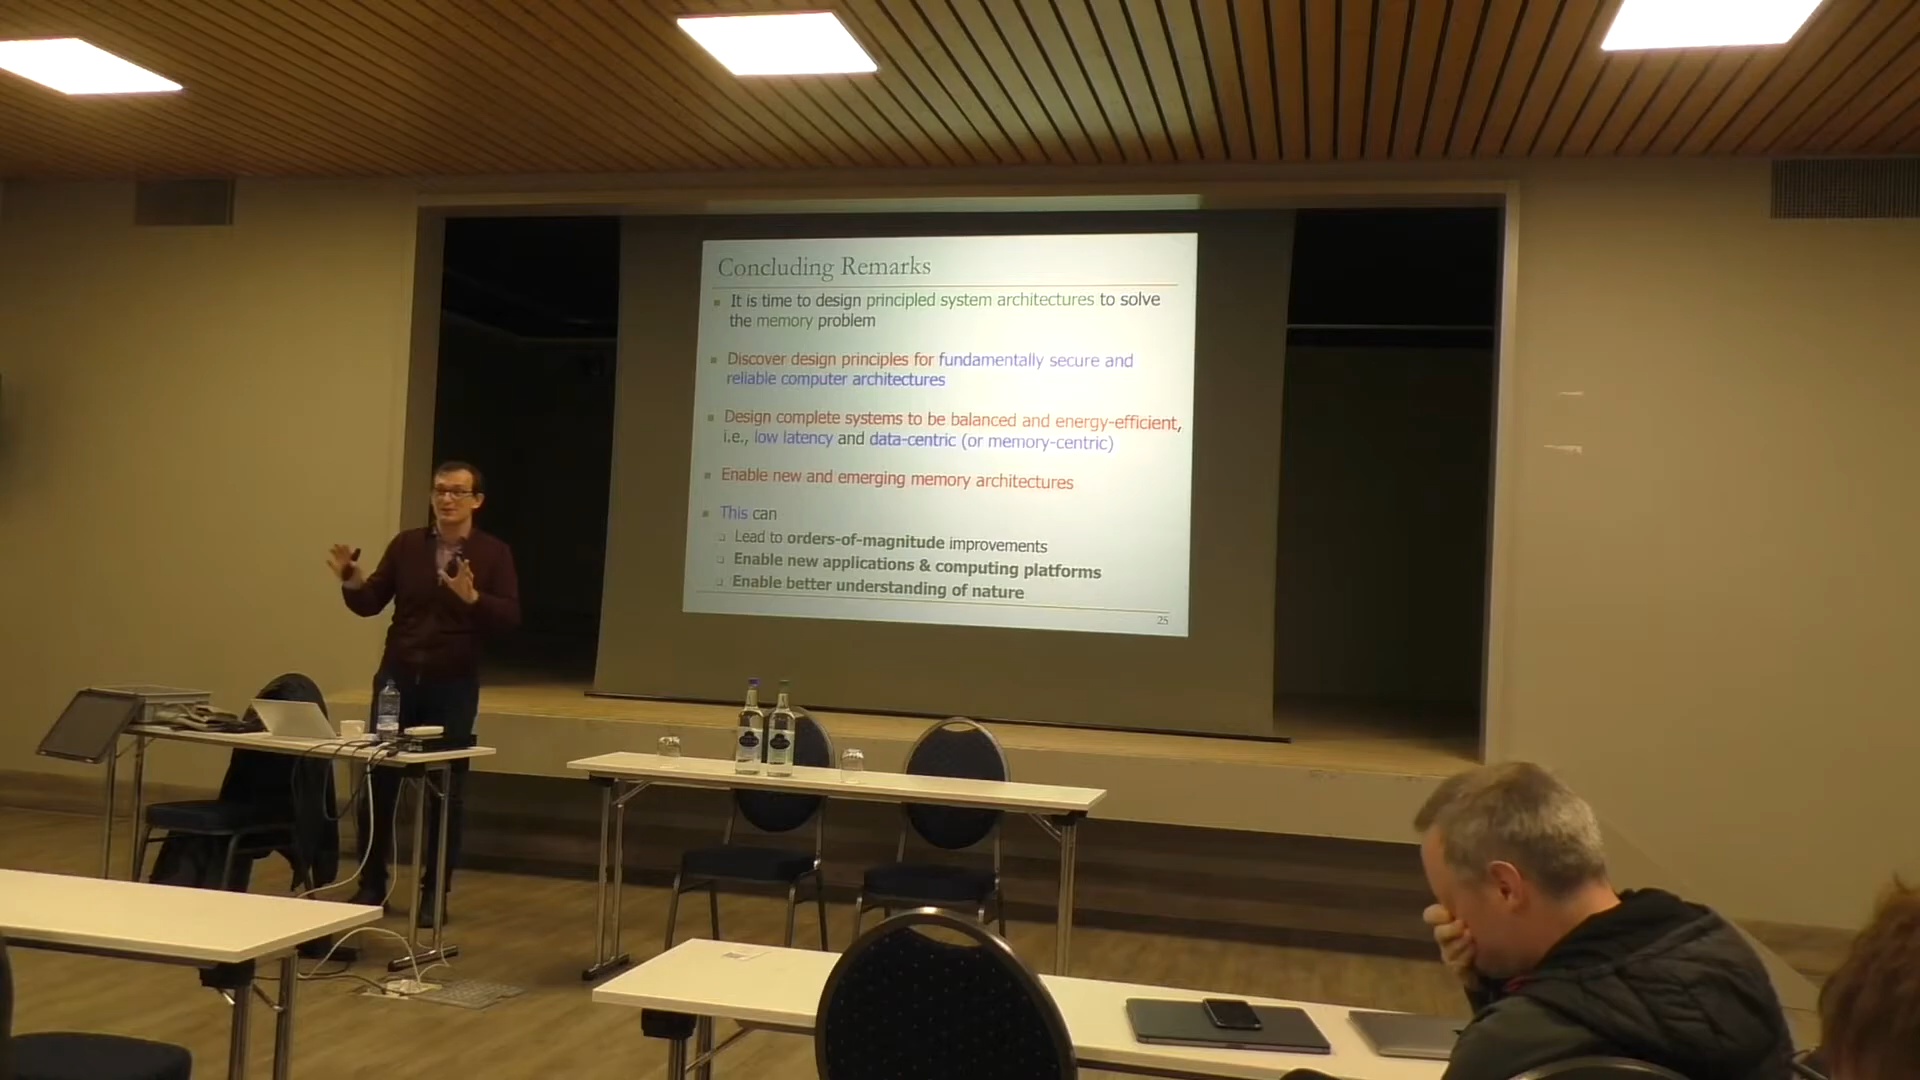 Concluding Remarks
It is time to design principled system architectures to solve
the memory problem
Discover design principles for fundamentally secure and
reliable computer architectures
Design complete systems to be balanced and energy-efficient,
i.e., low latency and data-centric (or memory-centric)
Enable new and emerging memory architectures
This can
Lead to orders-of-magnitude improvements
Enable new applications & computing platforms
Enable better understanding of nature
25